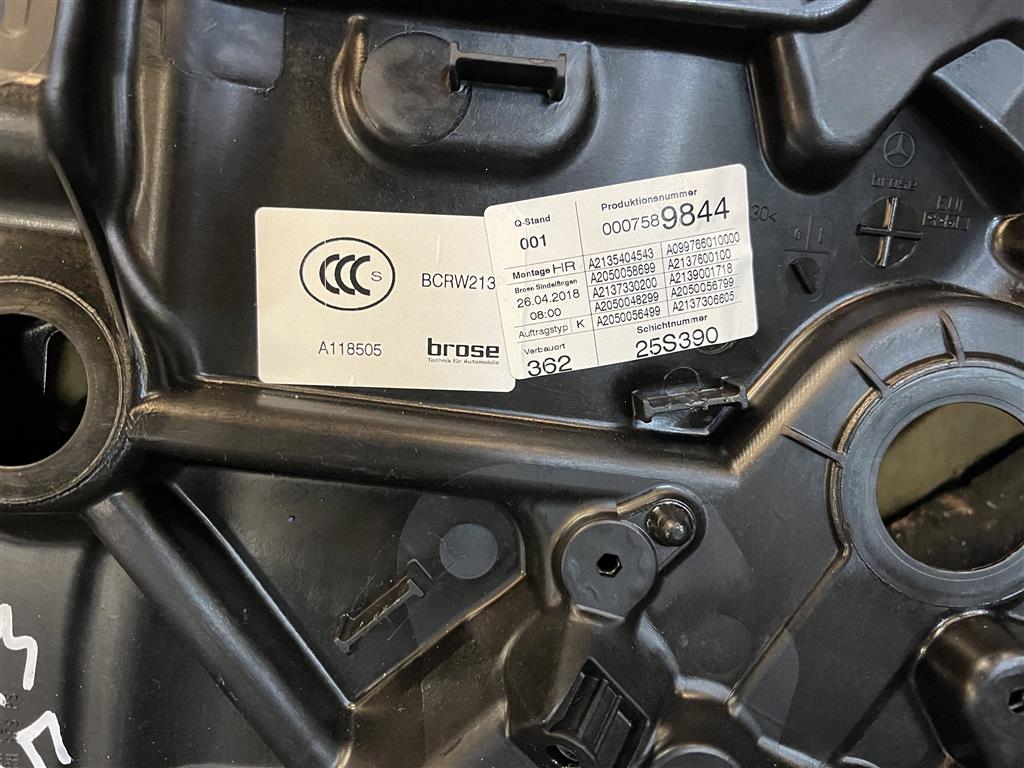 CCC S
BCRW213
A118505
brose
Technik für Automobile
Q-Stand
001
Produktionsnummer
0007589844
Montage HR
Brose Sindelfingen
26.04.2018
08:00
Auftragstyp K
A2135404543 A099766010000
A2050058699 A2137600100
A2137330200 A2139001718
A2050048299 A2050056799
A2050056499 A2137306605
Verbauort
362
Schichtnummer
25S390
30<
brose